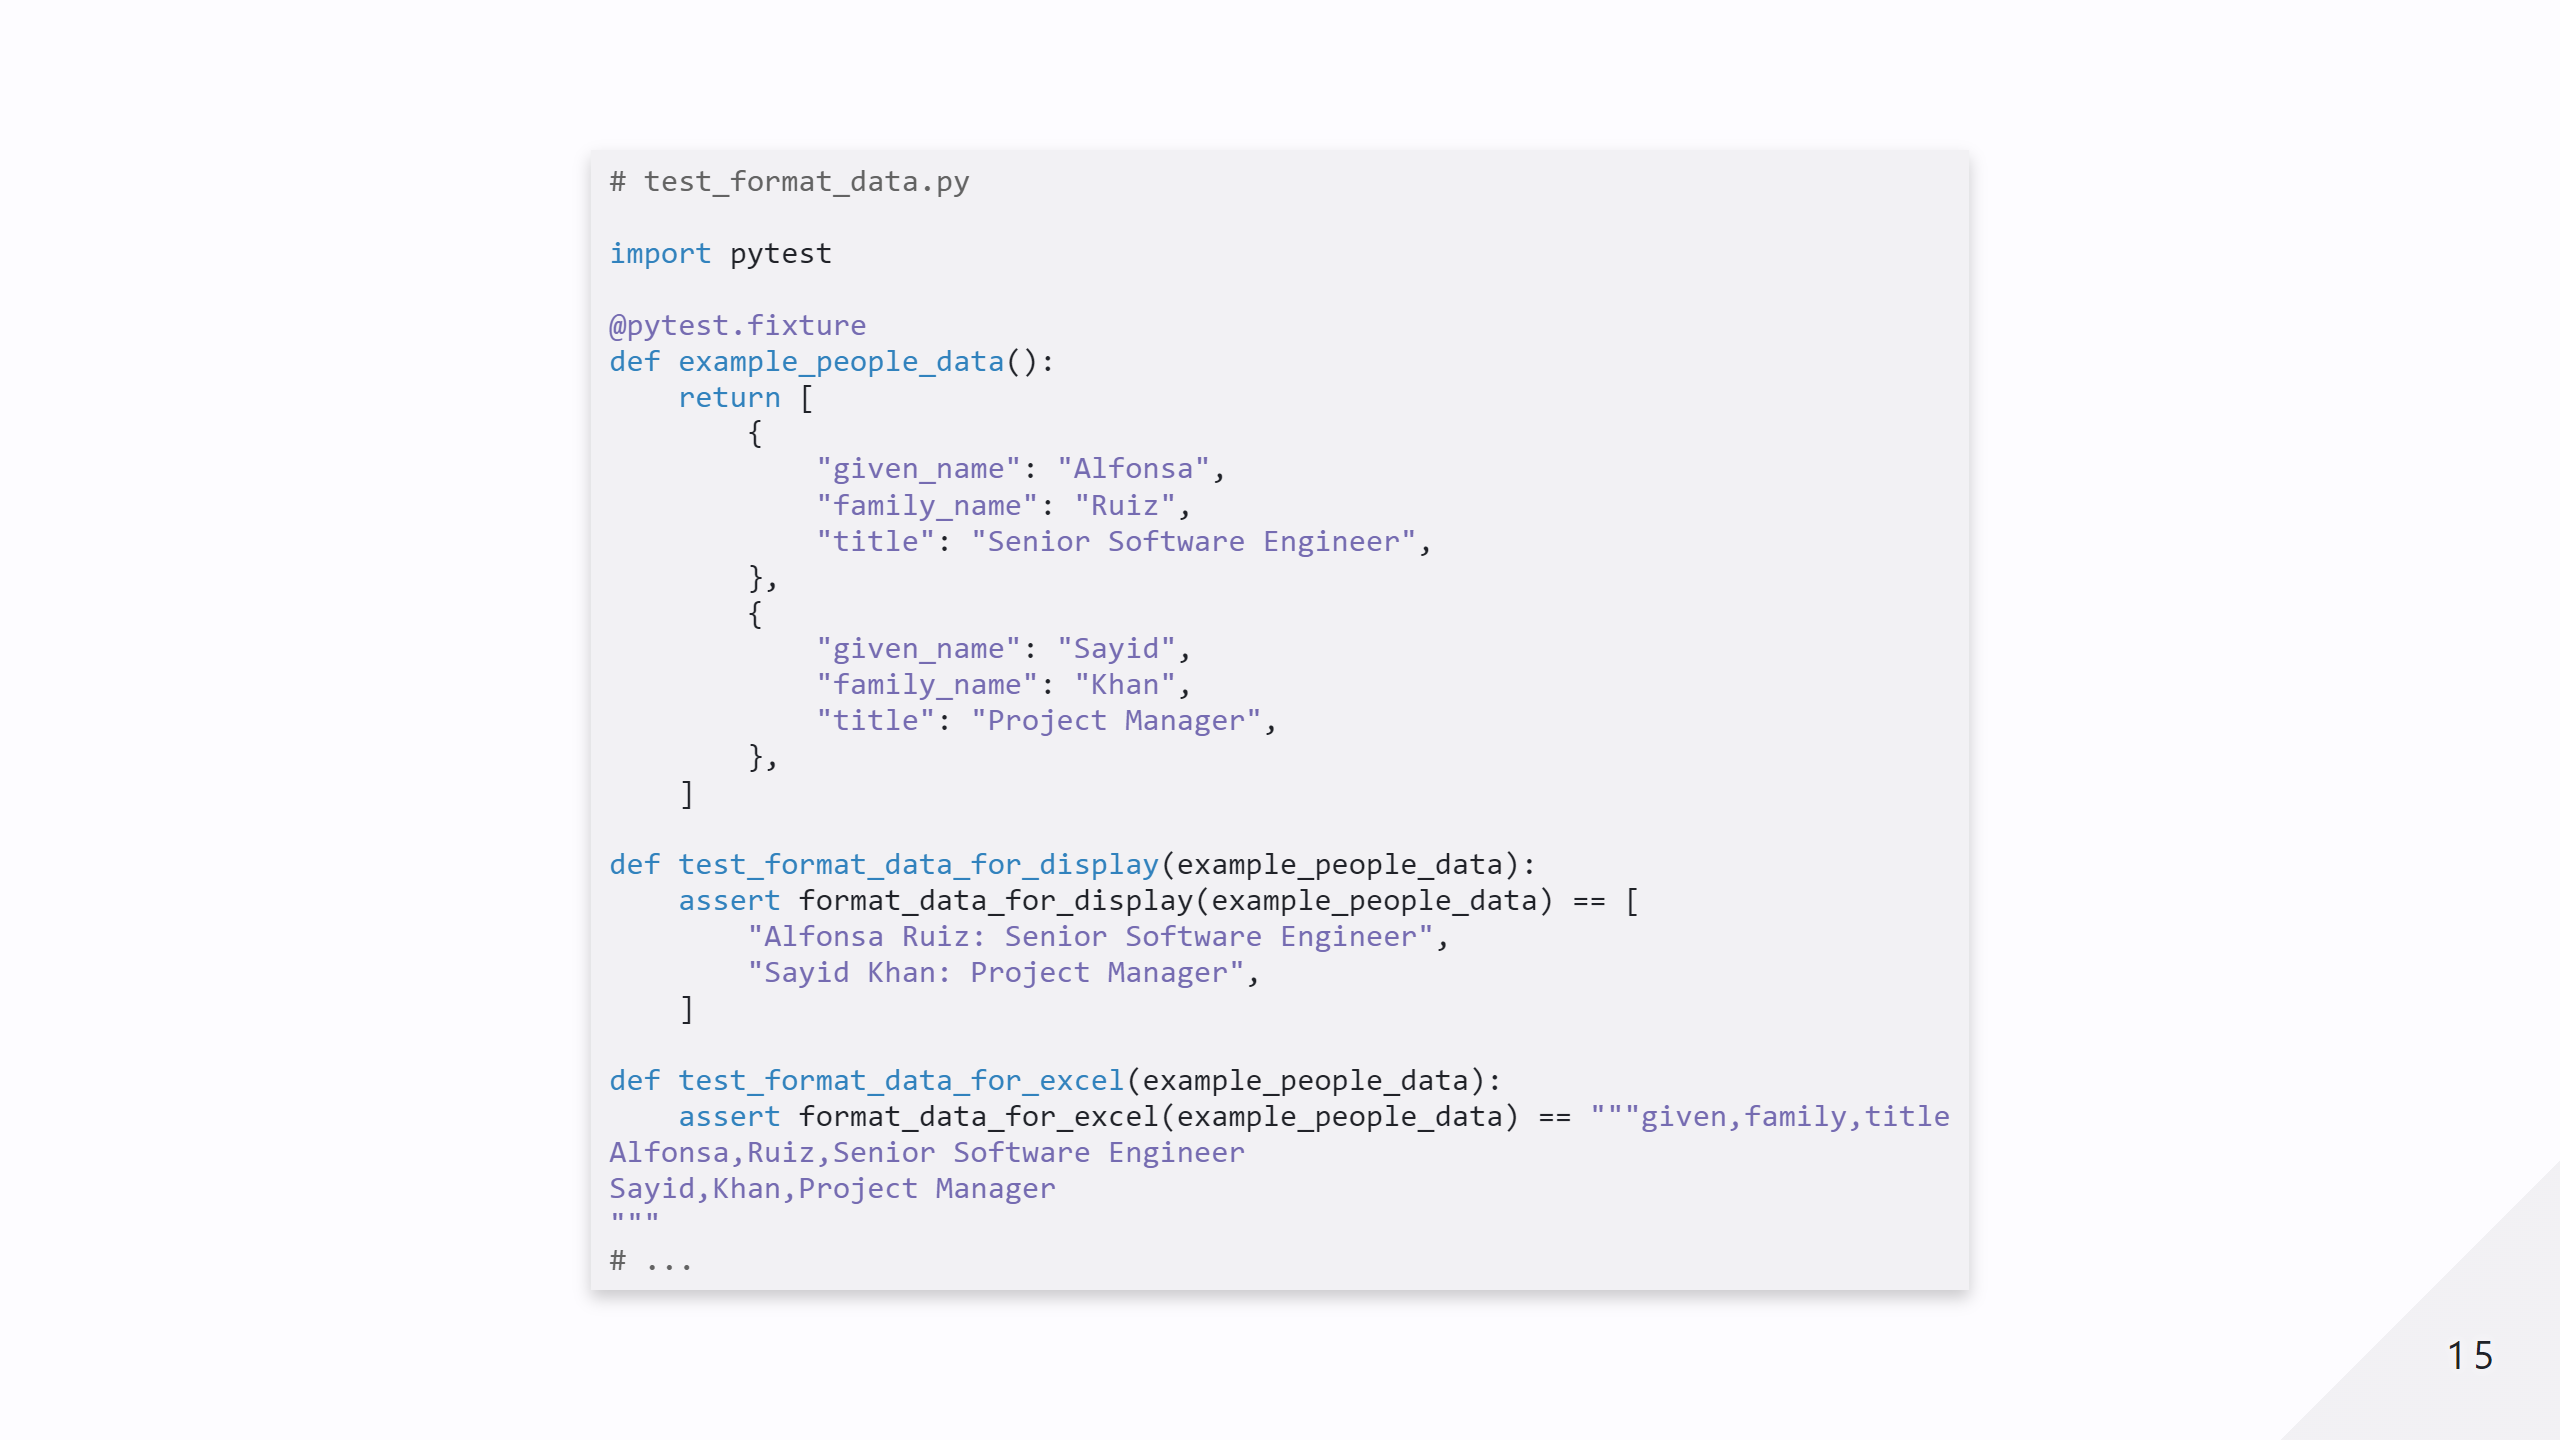 # test_format_data.py

import pytest

@pytest.fixture
def example_people_data():
    return [
        {
            "given_name": "Alfonsa",
            "family_name": "Ruiz",
            "title": "Senior Software Engineer",
        },
        {
            "given_name": "Sayid",
            "family_name": "Khan",
            "title": "Project Manager",
        },
    ]

def test_format_data_for_display(example_people_data):
    assert format_data_for_display(example_people_data) == [
        "Alfonsa Ruiz: Senior Software Engineer",
        "Sayid Khan: Project Manager",
    ]

def test_format_data_for_excel(example_people_data):
    assert format_data_for_excel(example_people_data) == """given,family,title
Alfonsa,Ruiz,Senior Software Engineer
Sayid,Khan,Project Manager
"""
# ...
15